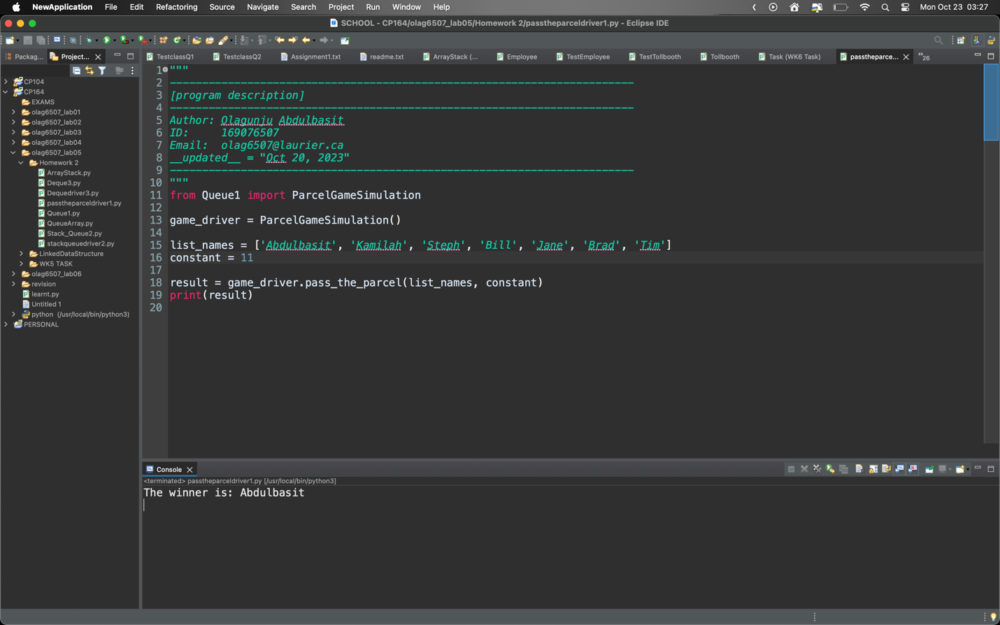 NewApplication File Edit Refactoring Source Navigate Search Project Run Window Help Mon Oct 23 03:27
SCHOOL - CP164/olag6507_lab05/Homework 2/passtheparceldriver1.py - Eclipse IDE
Packag... Project...
TestclassQ1 TestclassQ2 Assignment1.txt readme.txt ArrayStack (... Employee TestEmployee TestTollbooth Tollbooth Task (WK6 Task) passtheparce... »26
CP104
CP164
EXAMS
olag6507_lab01
olag6507_lab02
olag6507_lab03
olag6507_lab04
olag6507_lab05
Homework 2
ArrayStack.py
Deque3.py
Dequedriver3.py
passtheparceldriver1.py
Queue1.py
QueueArray.py
Stack_Queue2.py
stackqueuedriver2.py
LinkedDataStructure
WK5 TASK
olag6507_lab06
revision
learnt.py
Untitled 1
python (/usr/local/bin/python3)
PERSONAL
1 """
2 ------------------------------------------------------------------------
3 [program description]
4 ------------------------------------------------------------------------
5 Author: Olagunju Abdulbasit
6 ID:     169076507
7 Email:  olag6507@laurier.ca
8 __updated__ = "Oct 20, 2023"
9 ------------------------------------------------------------------------
10 """
11 from Queue1 import ParcelGameSimulation
12
13 game_driver = ParcelGameSimulation()
14
15 list_names = ['Abdulbasit', 'Kamilah', 'Steph', 'Bill', 'Jane', 'Brad', 'Tim']
16 constant = 11
17
18 result = game_driver.pass_the_parcel(list_names, constant)
19 print(result)
20
Console
<terminated> passtheparceldriver1.py [/usr/local/bin/python3]
The winner is: Abdulbasit